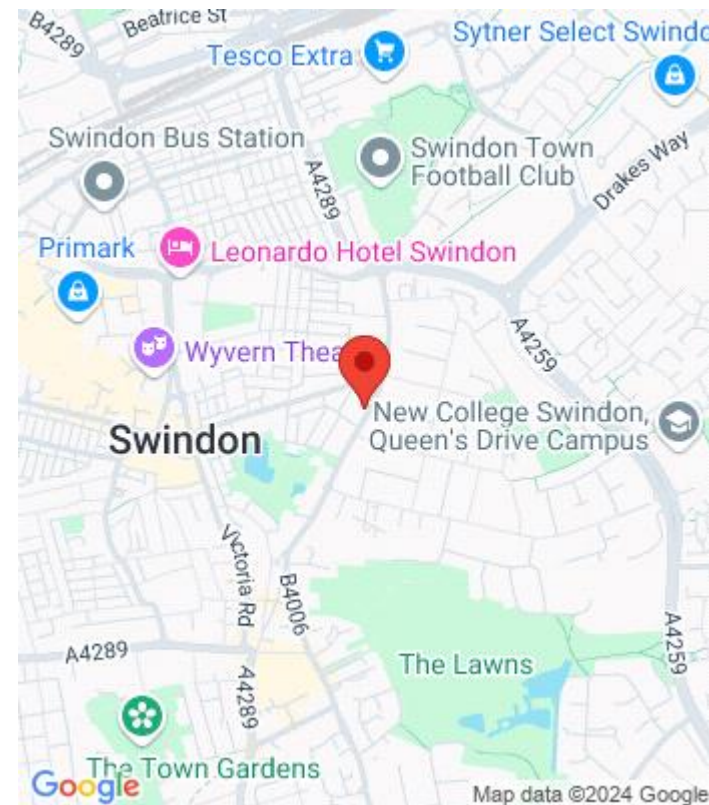 B4289
Beatrice St
Tesco Extra
Sytner Select Swindo
Swindon Bus Station
A4289
Swindon Town
Football Club
Drakes Way
Primark
Leonardo Hotel Swindon
A4259
Wyvern Thea
New College Swindon,
Queen's Drive Campus
Swindon
Victoria Rd
B4006
A4289
A4289
The Lawns
A4259
The Town Gardens
Google
Map data ©2024 Google